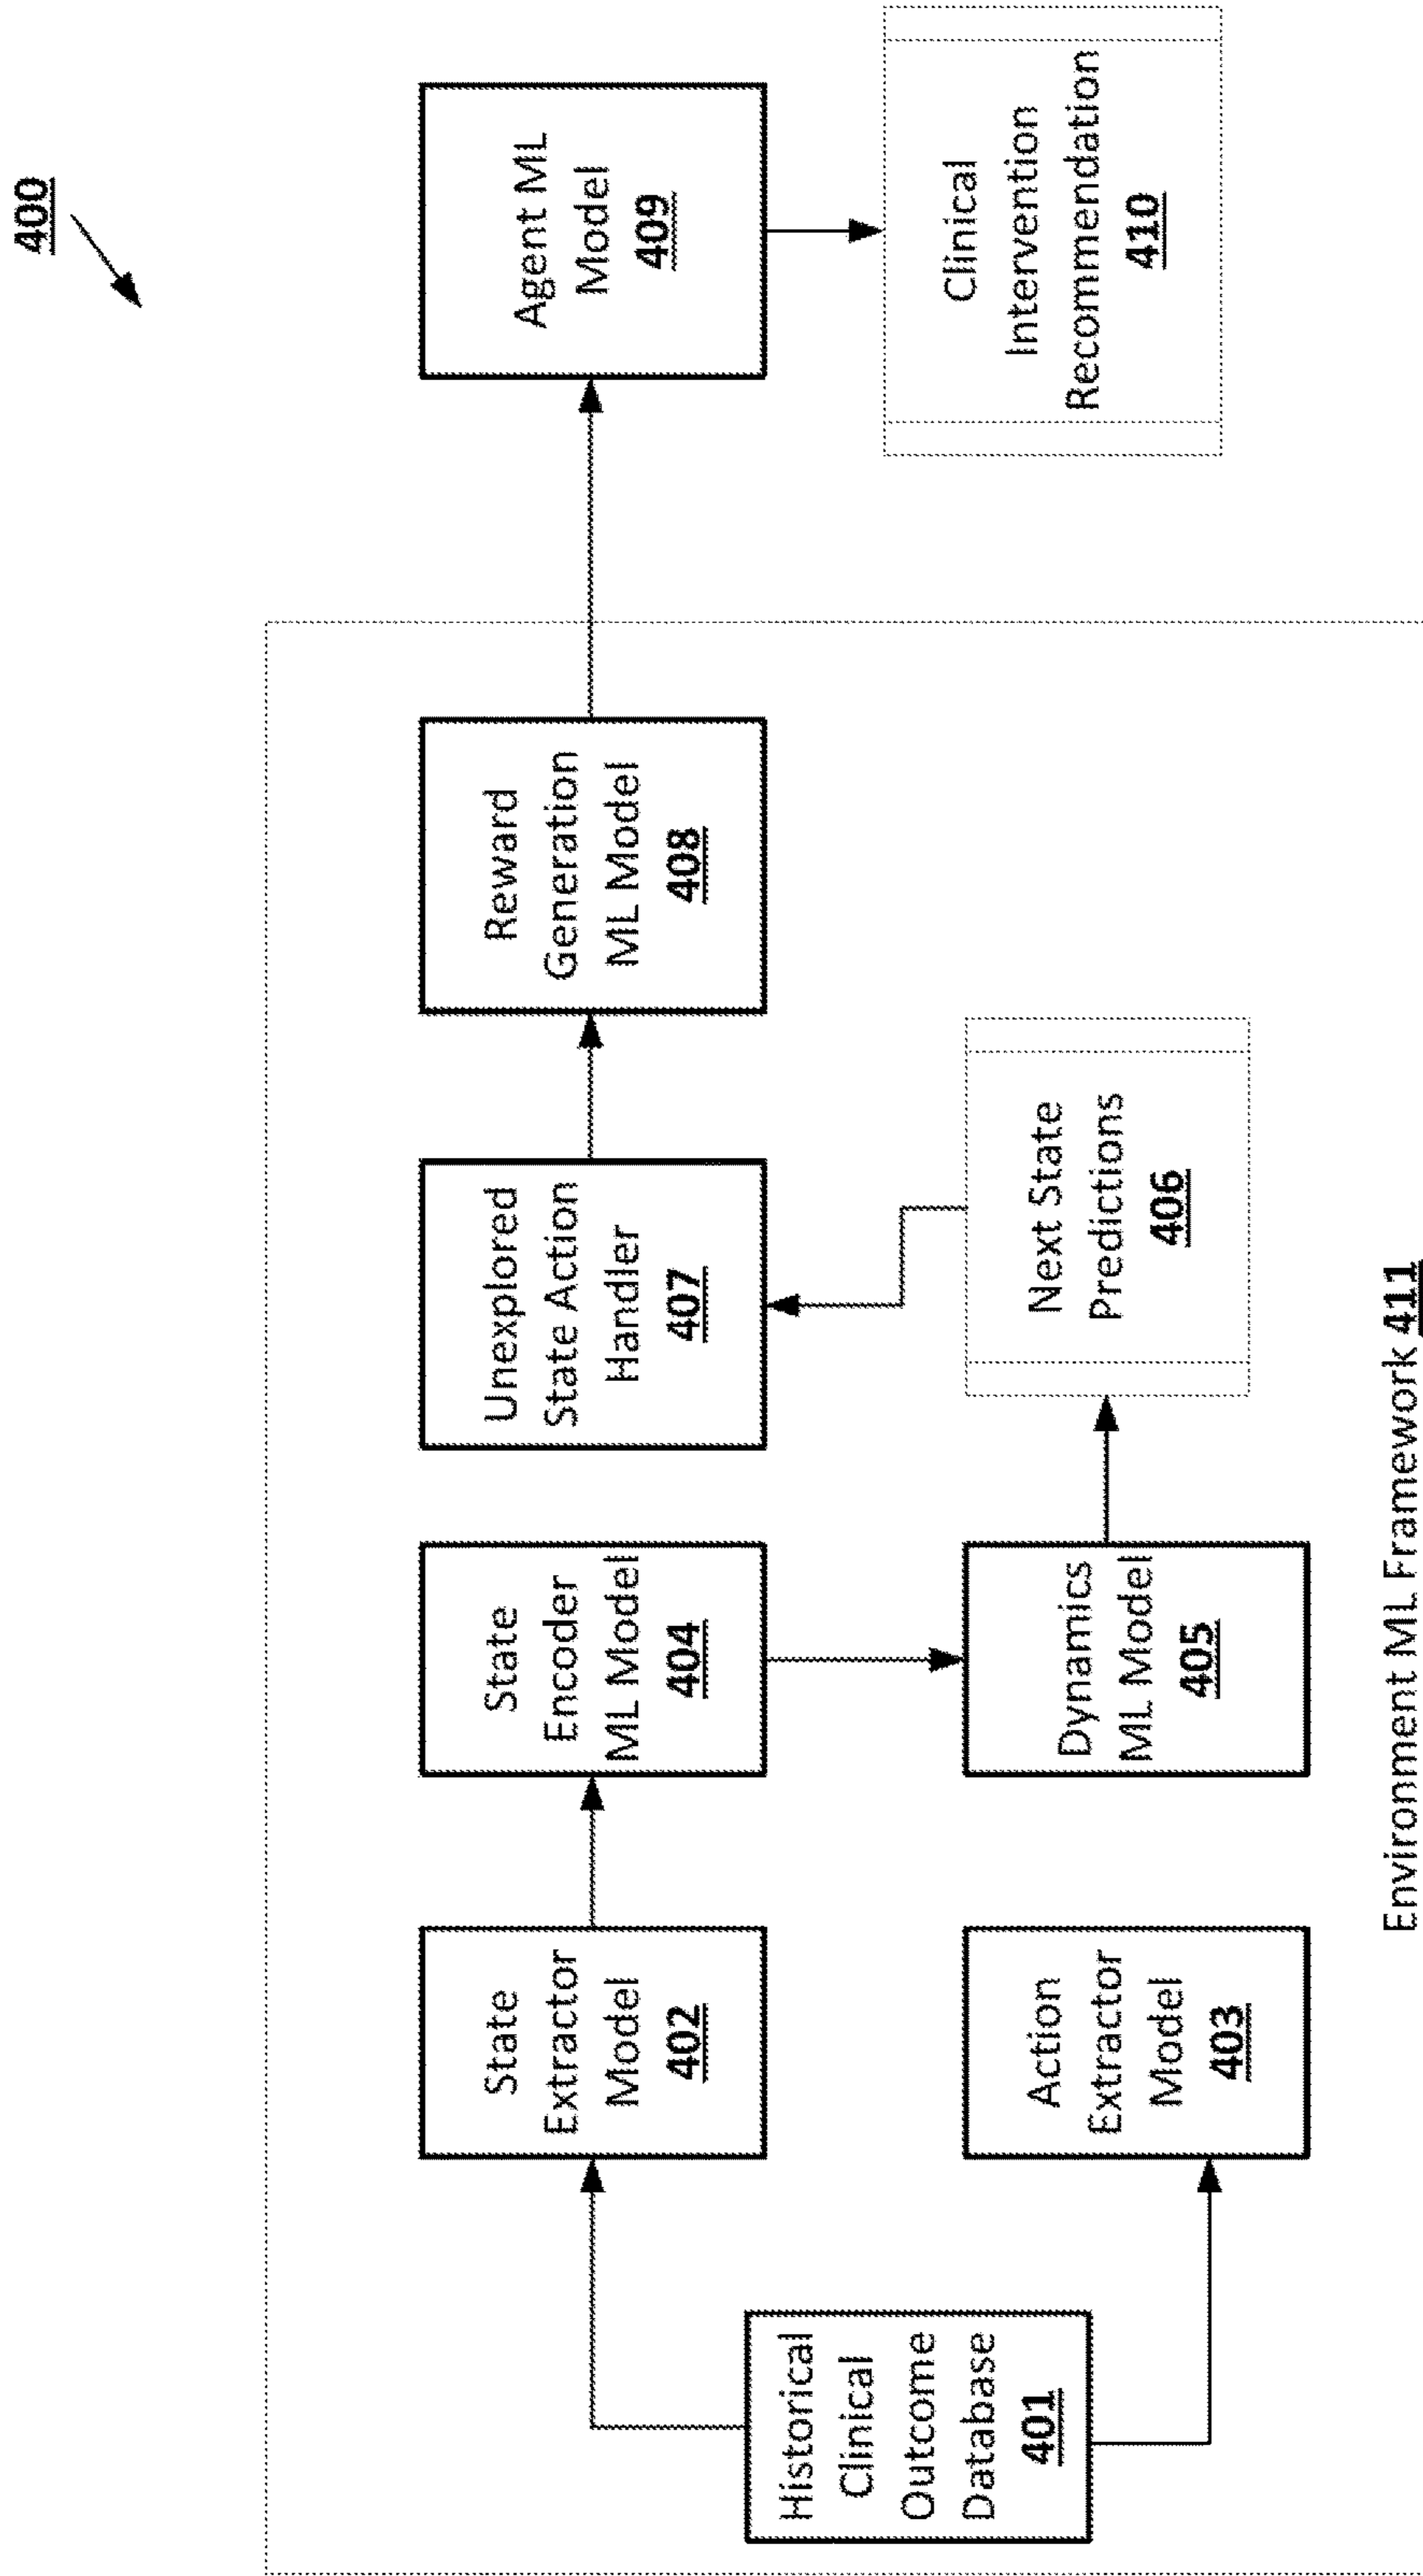 400
Historical
Clinical
Outcome
Database
401
State
Extractor
Model
402
Action
Extractor
Model
403
State
Encoder
ML Model
404
Dynamics
ML Model
405
Next State
Predictions
406
Unexplored
State Action
Handler
407
Reward
Generation
ML Model
408
Agent ML
Model
409
Clinical
Intervention
Recommendation
410
Environment ML Framework 411